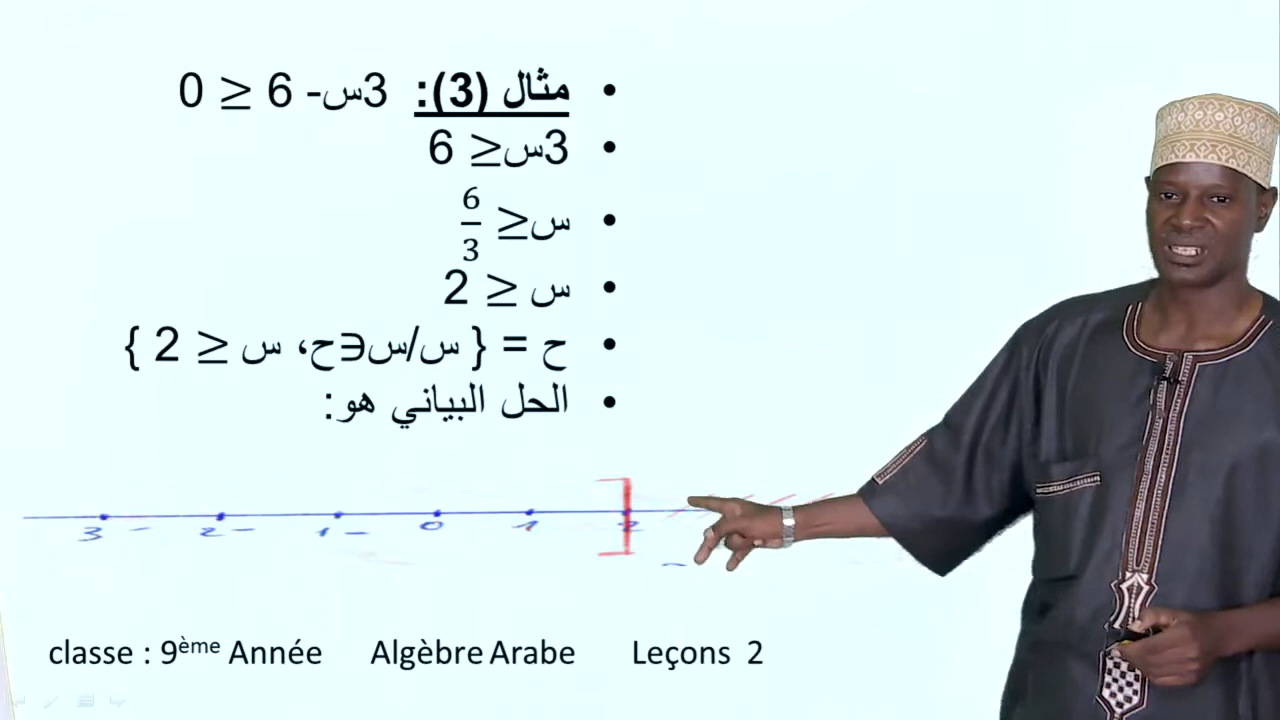 مثال (3): 3س- 6 ≤ 0
3س≤ 6
س≤ 6/3
س ≤ 2
ح = { س/س∈ح، س ≤ 2 }
الحل البياني هو:
3 - 2 - 1 - 0 1 2
classe : 9ème Année Algèbre Arabe Leçons 2